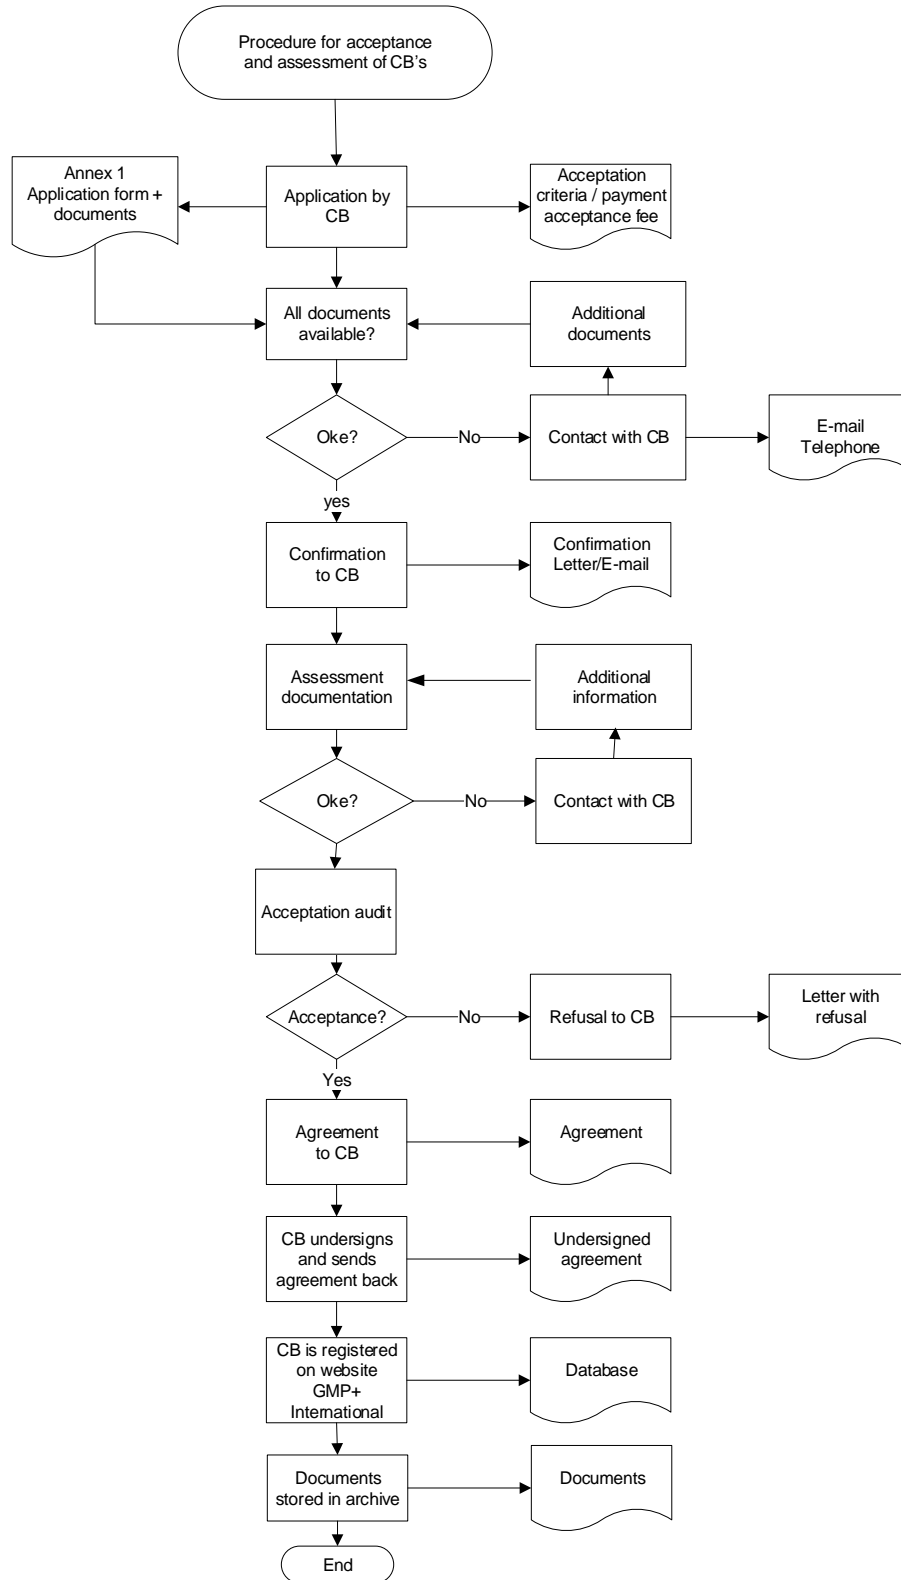 Procedure for acceptance
and assessment of CB's
Annex 1
Application form +
documents
Application by
CB
Acceptation
criteria / payment
acceptance fee
All documents
available?
Additional
documents
Oke?
No
Contact with CB
E-mail
Telephone
yes
Confirmation
to CB
Confirmation
Letter/E-mail
Assessment
documentation
Additional
information
Oke?
No
Contact with CB
Acceptation audit
Acceptance?
No
Refusal to CB
Letter with
refusal
Yes
Agreement
to CB
Agreement
CB undersigns
and sends
agreement back
Undersigned
agreement
CB is registered
on website
GMP+
International
Database
Documents
stored in archive
Documents
End